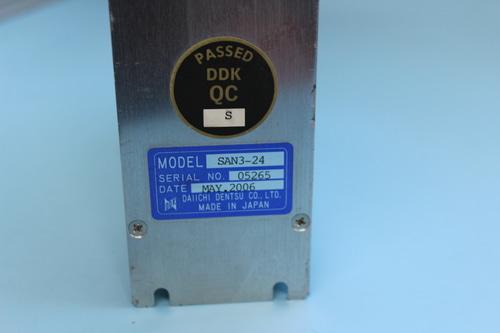 PASSED
DDK
QC
S
MODEL SAN3-24
SERIAL NO. 05265
DATE MAY.2006
DAIICHI DENTSU CO., LTD.
MADE IN JAPAN